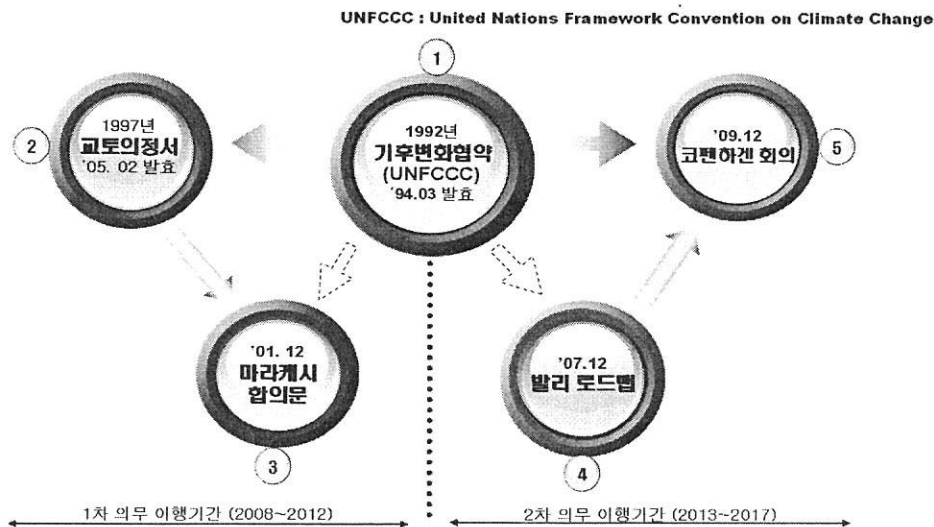 UNFCCC : United Nations Framework Convention on Climate Change
1
1992년
기후변화협약
(UNFCCC)
'94.03 발효
2
1997년
교토의정서
'05. 02 발효
3
'01. 12
마라케시
합의문
4
'07.12
발리 로드맵
5
'09.12
코펜하겐 회의
1차 의무 이행기간 (2008~2012)
2차 의무 이행기간 (2013~2017)